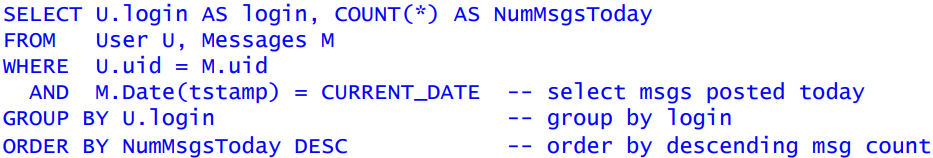 SELECT U.login AS login, COUNT(*) AS NumMsgsToday
FROM   User U, Messages M
WHERE  U.uid = M.uid
  AND  M.Date(tstamp) = CURRENT_DATE  -- select msgs posted today
GROUP BY U.login                      -- group by login
ORDER BY NumMsgsToday DESC            -- order by descending msg count